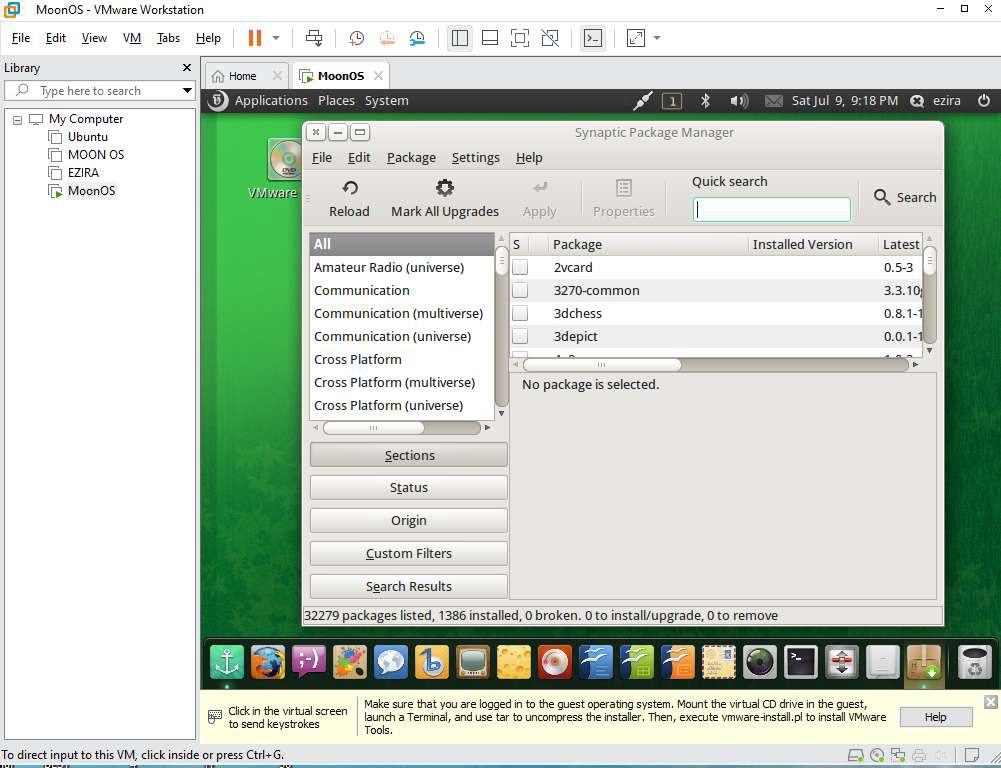 MoonOS - VMware Workstation
File Edit View VM Tabs Help
Library
Type here to search
My Computer
Ubuntu
MOON OS
EZIRA
MoonOS
Home
MoonOS
Applications Places System
1
Sat Jul 9, 9:18 PM
ezira
VMware
Synaptic Package Manager
File Edit Package Settings Help
Reload
Mark All Upgrades
Apply
Properties
Quick search
Search
All
Amateur Radio (universe)
Communication
Communication (multiverse)
Communication (universe)
Cross Platform
Cross Platform (multiverse)
Cross Platform (universe)
Sections
Status
Origin
Custom Filters
Search Results
S Package Installed Version Latest
2vcard 0.5-3
3270-common 3.3.10
3dchess 0.8.1-1
3depict 0.0.1-1
No package is selected.
32279 packages listed, 1386 installed, 0 broken. 0 to install/upgrade, 0 to remove
;-)
b
Click in the virtual screen
to send keystrokes
Make sure that you are logged in to the guest operating system. Mount the virtual CD drive in the guest,
launch a Terminal, and use tar to uncompress the installer. Then, execute vmware-install.pl to install VMware
Tools.
Help
To direct input to this VM, click inside or press Ctrl+G.